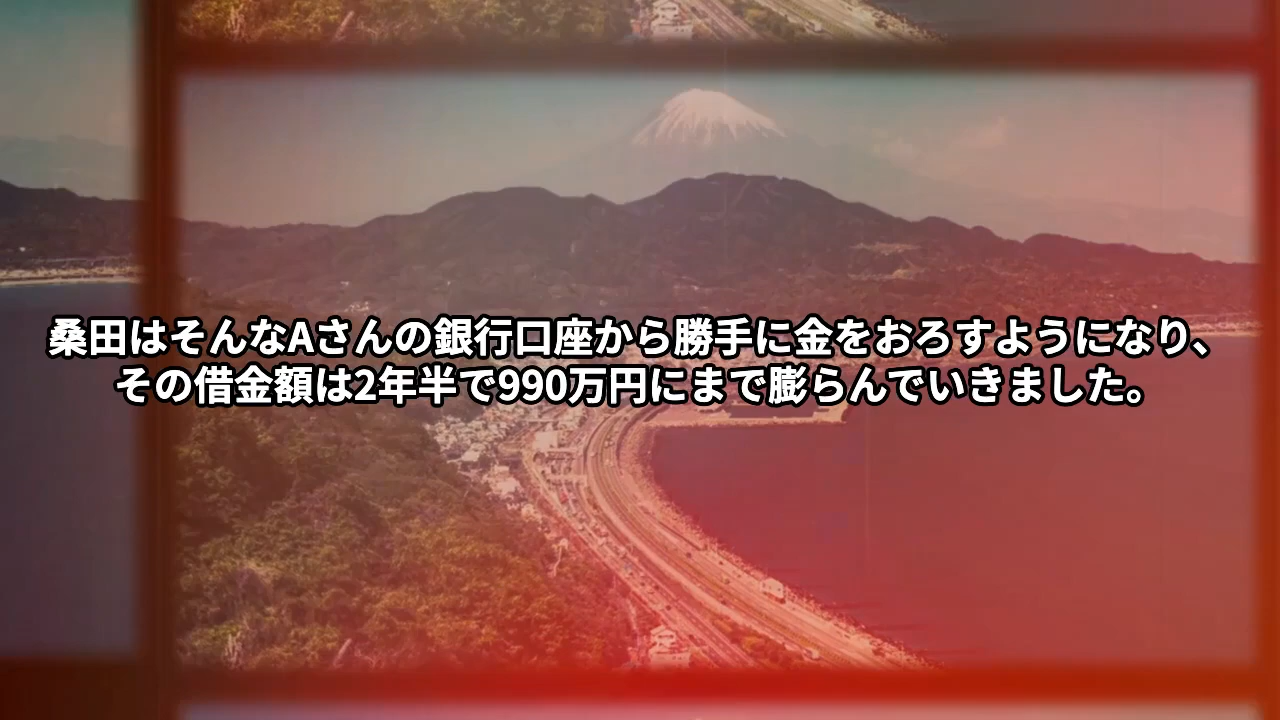 桑田はそんなAさんの銀行口座から勝手に金をおろすようになり、
その借金額は2年半で990万円にまで膨らんでいきました。